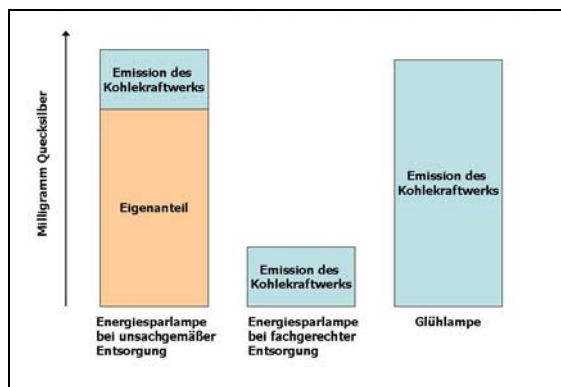 Milligramm Quecksilber
Emission des
Kohlekraftwerks
Eigenanteil
Energiesparlampe
bei unsachgemäßer
Entsorgung
Emission des
Kohlekraftwerks
Energiesparlampe
bei fachgerechter
Entsorgung
Emission des
Kohlekraftwerks
Glühlampe